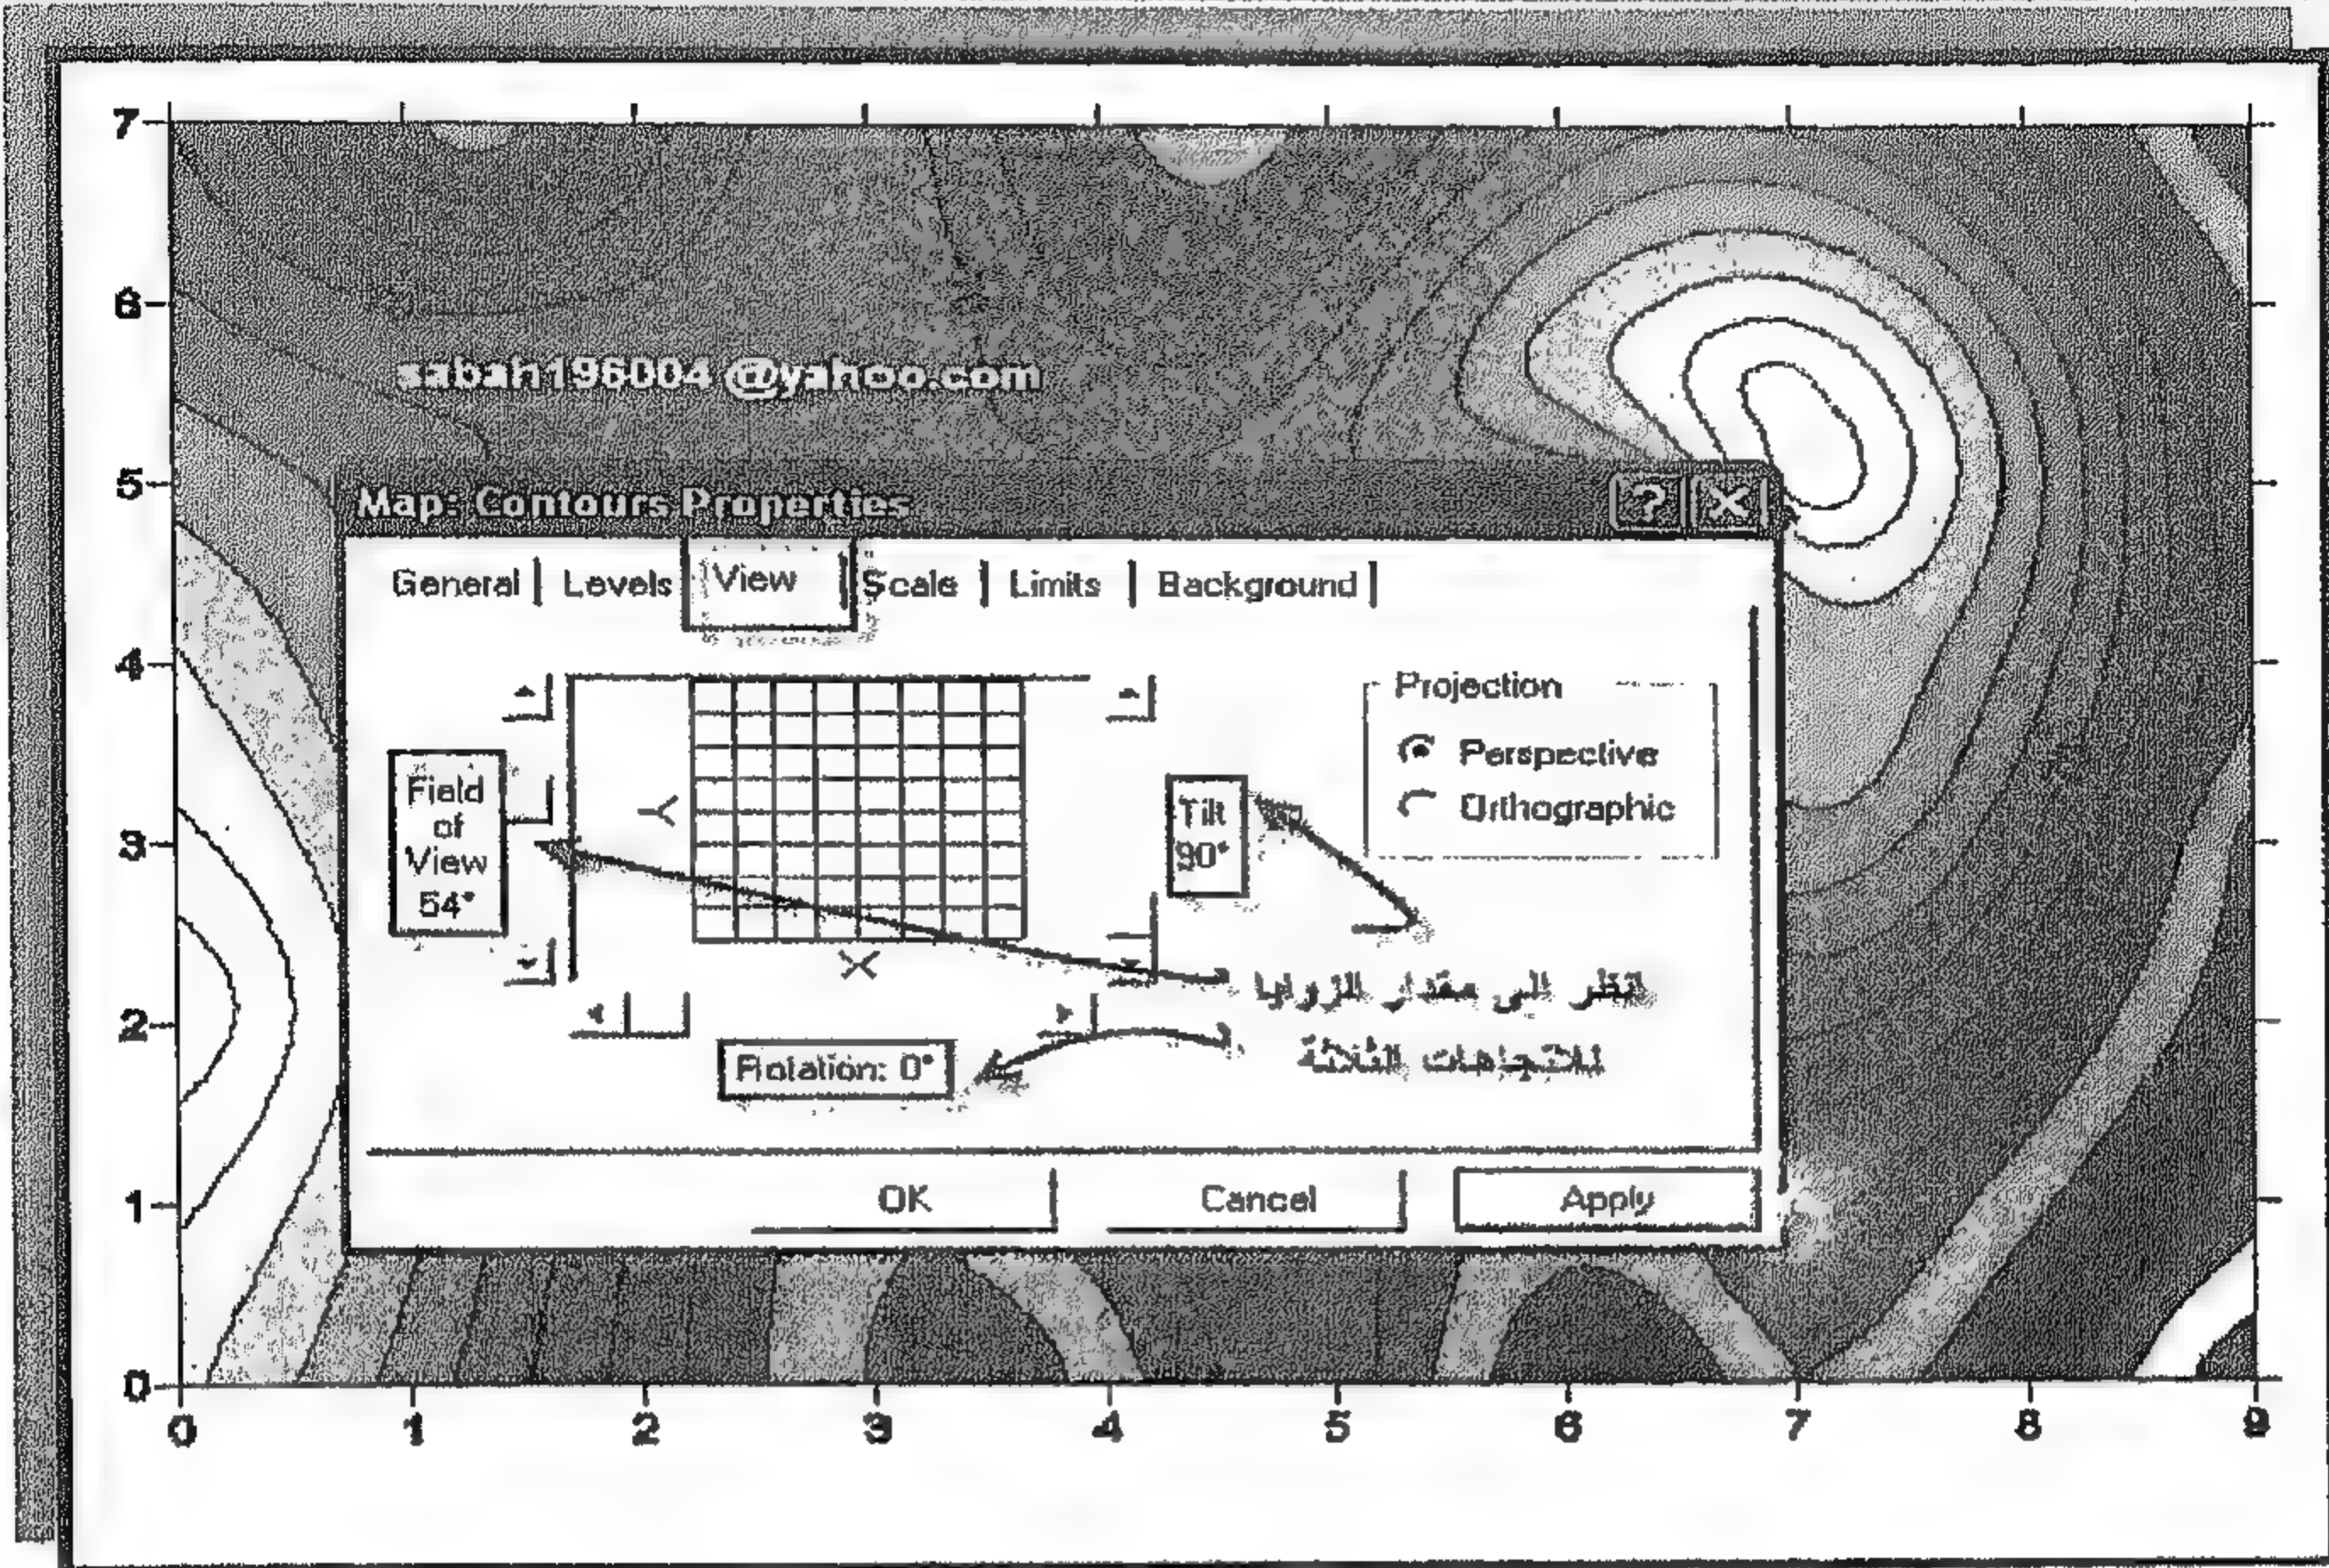 7
6
sabah196004 @yahoo.com
5
Map: Contours Properties
General Levels View Scale Limits Background
4
Projection
Perspective
Orthographic
Field
of
View
54°
Y
Tilt
90°
3
X
انظر الى مقدار الزوايا
2
Rotation: 0°
للاتجاهات الثلاثة
1
OK Cancel Apply
0
0 1 2 3 4 5 6 7 8 9